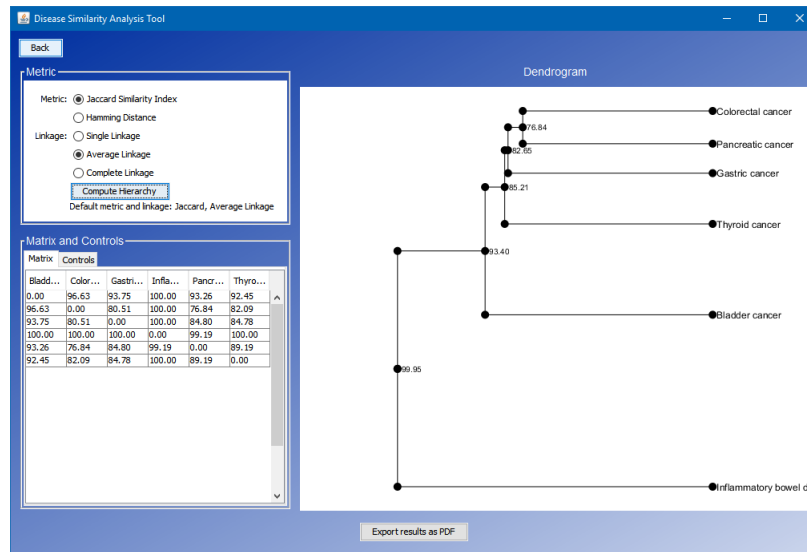 Disease Similarity Analysis Tool
Back
Metric
Metric: Jaccard Similarity Index
Hamming Distance
Linkage: Single Linkage
Average Linkage
Complete Linkage
Compute Hierarchy
Default metric and linkage: Jaccard, Average Linkage
Matrix and Controls
Matrix Controls
Bladd... Color... Gastri... Infla... Pancr... Thyro...
0.00 96.63 93.75 100.00 93.26 92.45
96.63 0.00 80.51 100.00 76.84 82.09
93.75 80.51 0.00 100.00 84.80 84.78
100.00 100.00 100.00 0.00 99.19 100.00
93.26 76.84 84.80 99.19 0.00 89.19
92.45 82.09 84.78 100.00 89.19 0.00
Dendrogram
Colorectal cancer
76.84
Pancreatic cancer
82.65
Gastric cancer
85.21
Thyroid cancer
93.40
Bladder cancer
99.95
Inflammatory bowel d
Export results as PDF